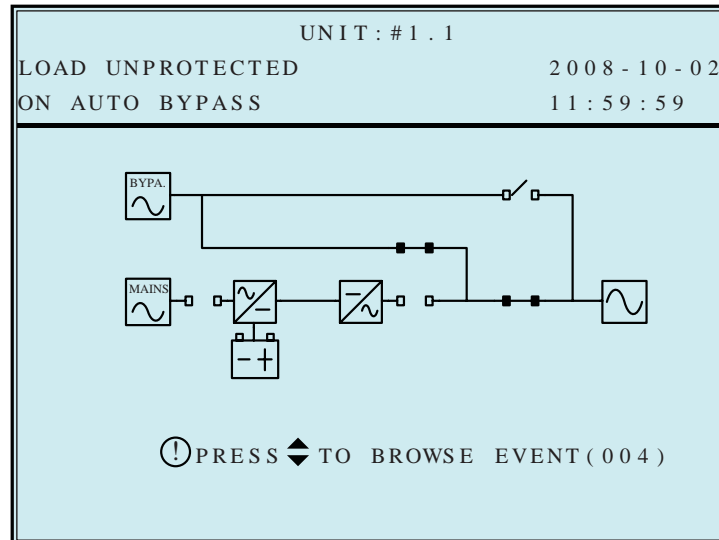 UNIT:#1.1
LOAD UNPROTECTED 2008-10-02
ON AUTO BYPASS 11:59:59
BYPA.
MAINS
PRESS TO BROWSE EVENT(004)